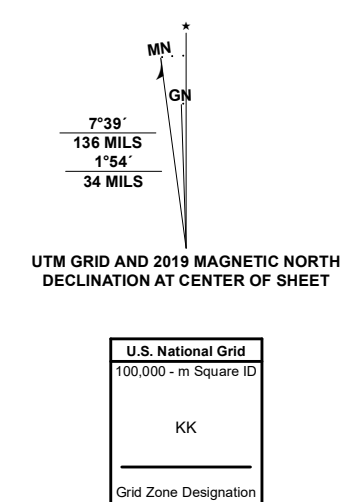 ★
MN
GN
7°39´
136 MILS
1°54´
34 MILS
UTM GRID AND 2019 MAGNETIC NORTH
DECLINATION AT CENTER OF SHEET
U.S. National Grid
100,000 - m Square ID
KK
Grid Zone Designation